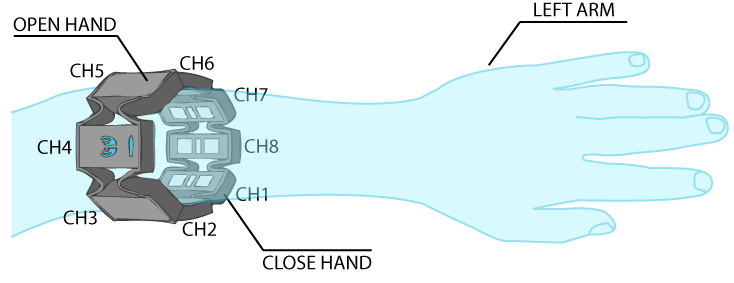 LEFT ARM
OPEN HAND
CH6
CH5
CH7
CH4
CH8
CH1
CH3
CH2
CLOSE HAND